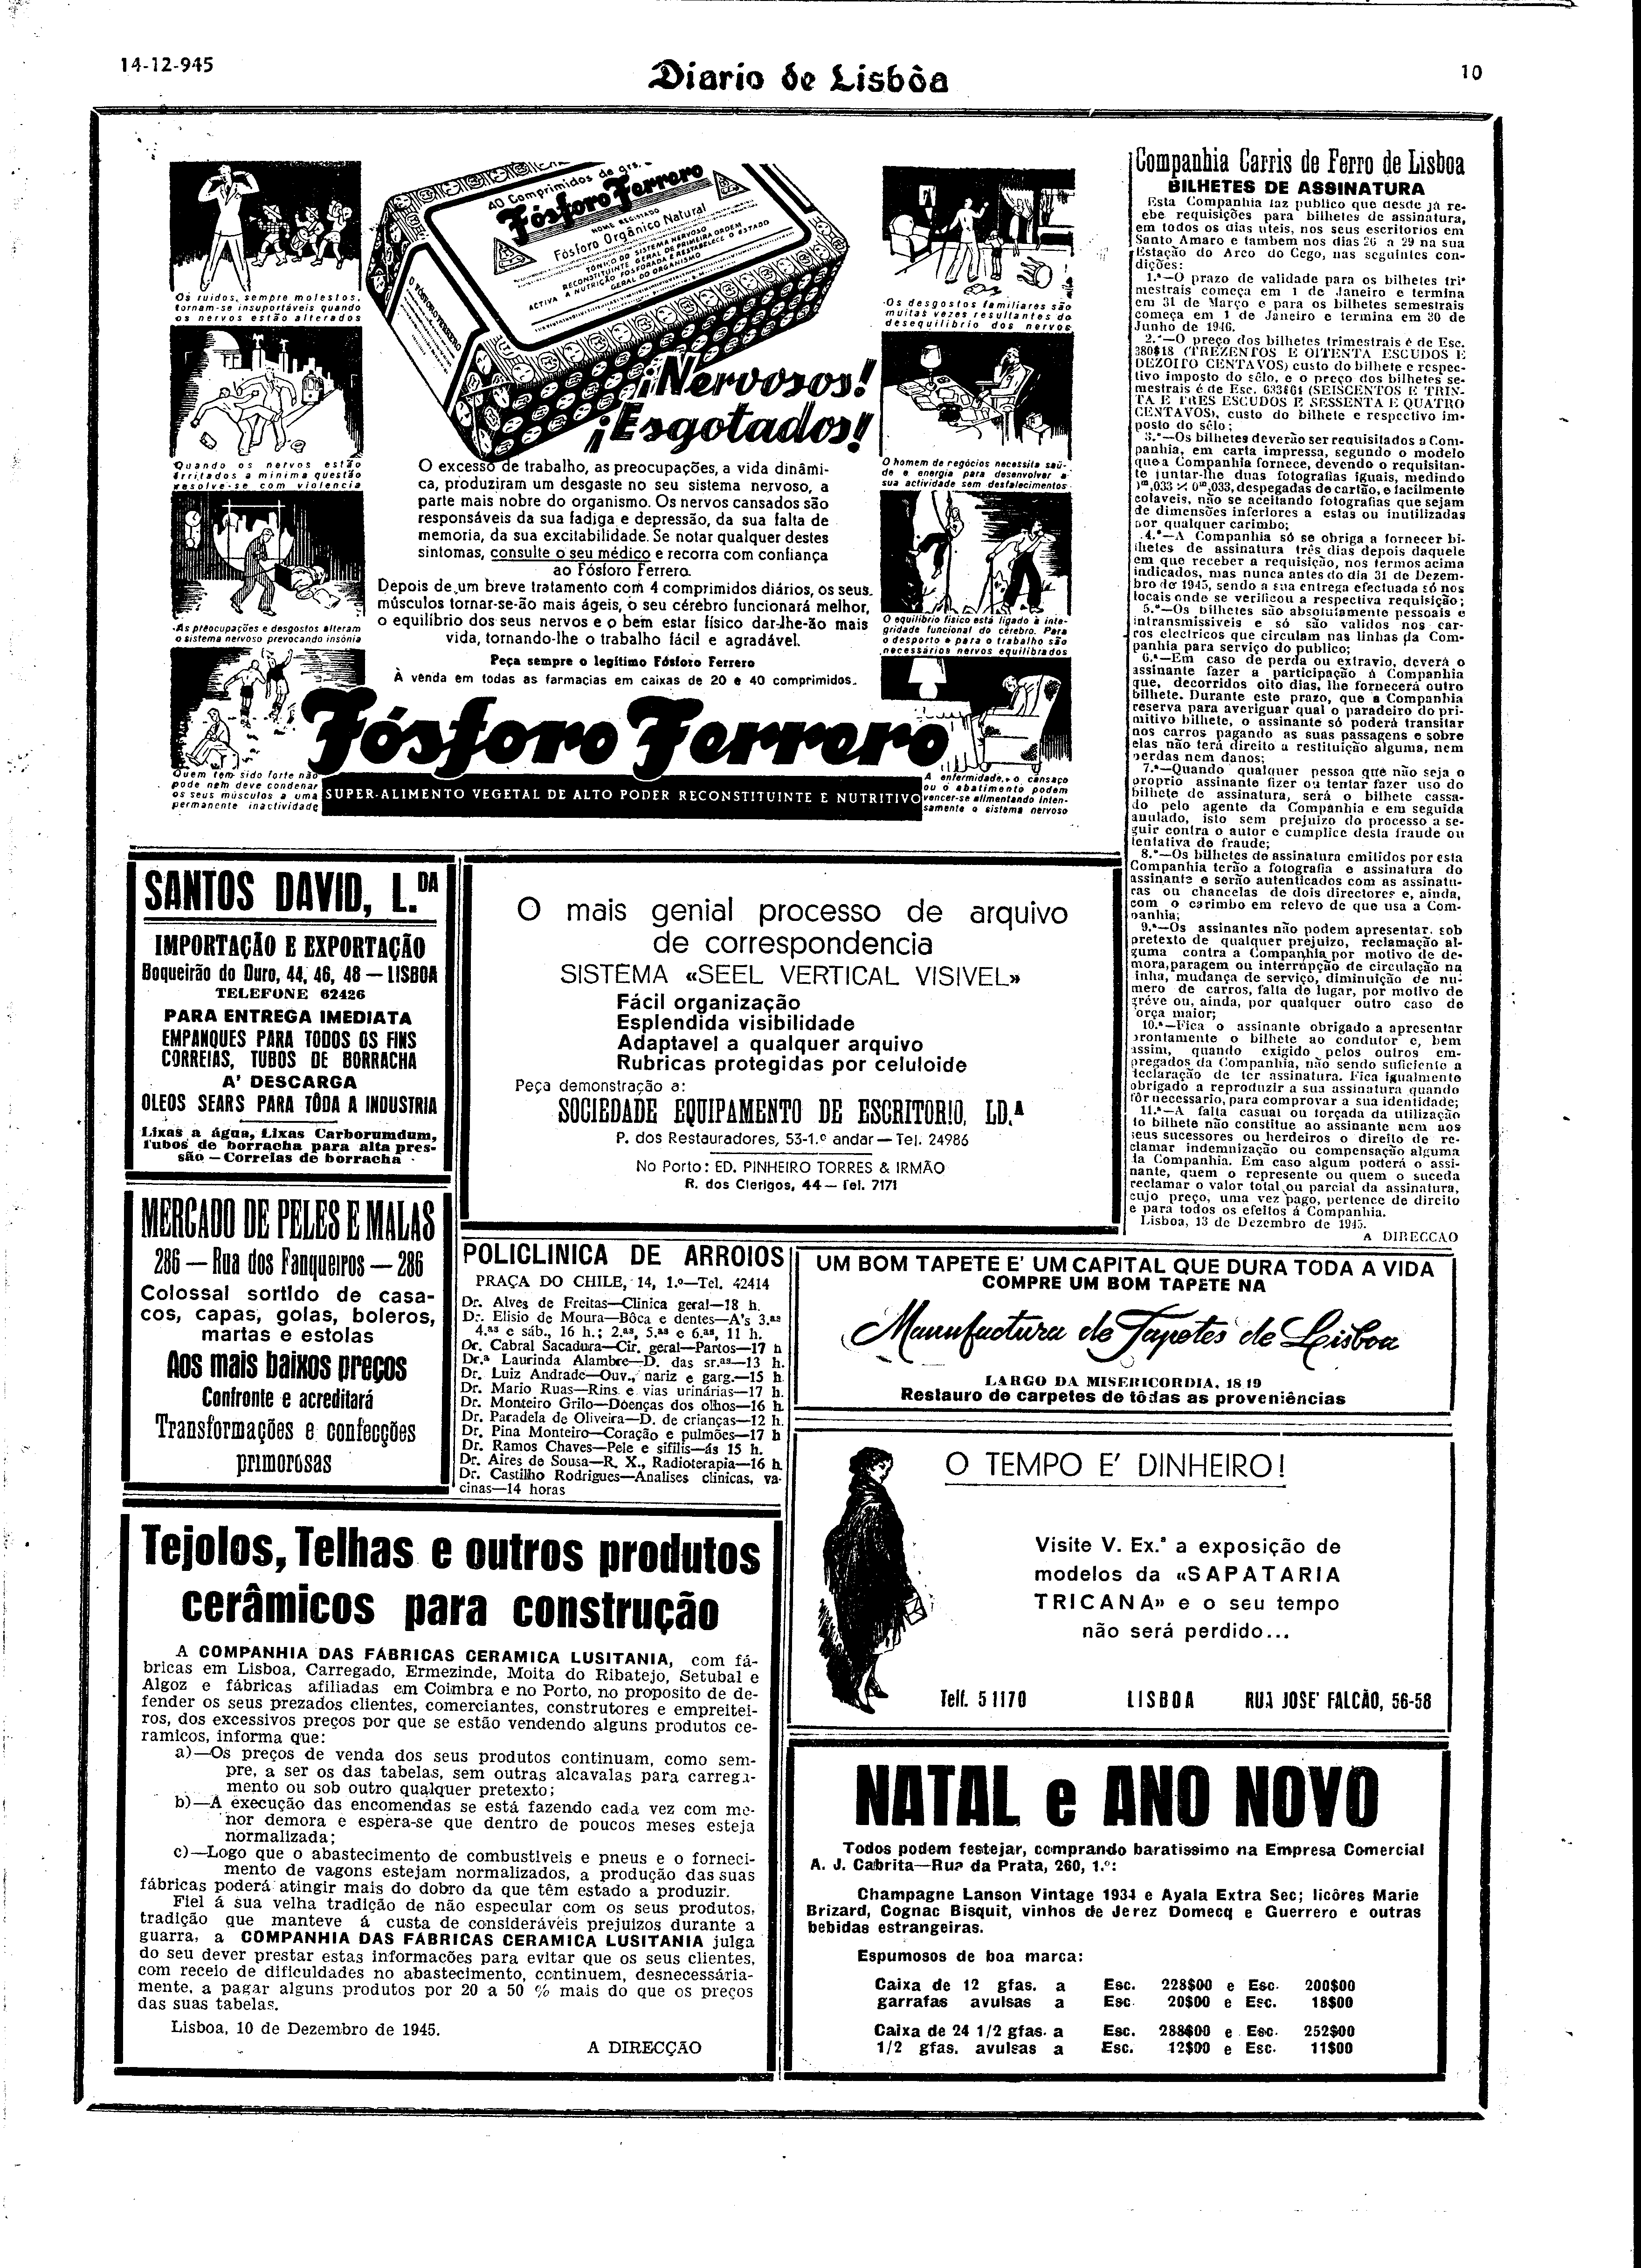 14-12-945
Diario de Lisbôa
10
40 Comprimidos de grs.
Fósforo Ferrero
NOME REGISTADO
Fósforo Orgânico Natural
TÓNICO DO SISTEMA NERVOSO
RECONSTITUINTE GERAL DE PRIMEIRA ORDEM
ACTIVA A NUTRIÇÃO FOSFORADA E RESTABELECE O ESTADO
GERAL DO ORGANISMO
O FÓSFORO FERRERO
Os ruidos, sempre molestos,
tornam-se insuportáveis quando
os nervos estão alterados
Quando os nervos estão
irritados a minima questão
resolve-se com violencia
As preocupações e desgostos alteram
o sistema nervoso prevocando insónia
Quem tem sido forte não
pode nem deve condenar
os seus músculos a uma
permanente inactividade
Os desgostos familiares são
muitas vezes resultantes do
desequilibrio dos nervos
O homem de regócios necessita saú-
de e energia para desenvolver a
sua actividade sem desfalecimentos
O equilibrio fisico está ligado à inte-
gridade funcional do cérebro. Para
o desporto e para o trabalho são
necessários nervos equilibrados
A enfermidade, o cansaço
ou o abatimento podem
vencer-se alimentando inten-
samente o sistema nervoso
¡Nervosos!
¡Esgotados!
O excesso de trabalho, as preocupações, a vida dinâmi-
ca, produziram um desgaste no seu sistema nervoso, a
parte mais nobre do organismo. Os nervos cansados são
responsáveis da sua fadiga e depressão, da sua falta de
memoria, da sua excitabilidade. Se notar qualquer destes
sintomas, consulte o seu médico e recorra com confiança
ao Fósforo Ferrero.
Depois de um breve tratamento com 4 comprimidos diários, os seus
músculos tornar-se-ão mais ágeis, o seu cérebro funcionará melhor,
o equilibrio dos seus nervos e o bem estar físico dar-lhe-ão mais
vida, tornando-lhe o trabalho fácil e agradável.
Peça sempre o legítimo Fósforo Ferrero
À venda em todas as farmacias em caixas de 20 e 40 comprimidos.
Fósforo Ferrero
SUPER-ALIMENTO VEGETAL DE ALTO PODER RECONSTITUINTE E NUTRITIVO
Companhia Carris de Ferro de Lisboa
BILHETES DE ASSINATURA
Esta Companhia faz publico que desde já re-
ebe requisições para bilhetes de assinatura,
em todos os dias uteis, nos seus escritorios em
Santo Amaro e tambem nos dias 26 a 29 na sua
Estação do Arco do Cego, nas seguintes con-
dições:
1.ª—O prazo de validade para os bilhetes tri-
mestrais começa em 1 de Janeiro e termina
em 31 de Março e para os bilhetes semestrais
começa em 1 de Janeiro e termina em 30 de
Junho de 1946.
2.ª—O preço dos bilhetes trimestrais é de Esc.
380$18 (TREZENTOS E OITENTA ESCUDOS E
DEZOITO CENTAVOS) custo do bilhete e respec-
tivo imposto do sêlo, e o preço dos bilhetes se-
mestrais é de Esc. 633$64 (SEISCENTOS E TRIN-
TA E TRES ESCUDOS E SESSENTA E QUATRO
CENTAVOS), custo do bilhete e respectivo im-
posto do sêlo;
3.ª—Os bilhetes deverão ser requisitados a Com-
panhia, em carta impressa, segundo o modelo
que a Companhia fornece, devendo o requisitan-
te juntar-lhe duas fotografias iguais, medindo
0m,033 × 0m,033, despegadas de cartão, e facilmente
colaveis, não se aceitando fotografias que sejam
de dimensões inferiores a estas ou inutilizadas
por qualquer carimbo;
4.ª—A Companhia só se obriga a fornecer bi-
lhetes de assinatura três dias depois daquele
em que receber a requisição, nos termos acima
indicados, mas nunca antes do dia 31 de Dezem-
bro de 1945, sendo a sua entrega efectuada só nos
locais onde se verificou a respectiva requisição;
5.ª—Os bilhetes são absolutamente pessoais e
intransmissiveis e só são validos nos car-
ros electricos que circulam nas linhas da Com-
panhia para serviço do publico;
6.ª—Em caso de perda ou extravio, deverá o
assinante fazer a participação á Companhia
que, decorridos oito dias, lhe fornecerá outro
bilhete. Durante este prazo, que a Companhia
reserva para averiguar qual o paradeiro do pri-
mitivo bilhete, o assinante só poderá transitar
nos carros pagando as suas passagens e sobre
elas não terá direito a restituição alguma, nem
perdas nem danos;
7.ª—Quando qualquer pessoa que não seja o
proprio assinante fizer ou tentar fazer uso do
bilhete de assinatura, será o bilhete cassa-
do pelo agente da Companhia e em seguida
anulado, isto sem prejuizo do processo a se-
guir contra o autor e cumplice desta fraude ou
tentativa de fraude;
8.ª—Os bilhetes de assinatura emitidos por esta
Companhia terão a fotografia e assinatura do
assinante e serão autenticados com as assinatu-
ras ou chancelas de dois directores e, ainda,
com o carimbo em relevo de que usa a Com-
panhia;
9.ª—Os assinantes não podem apresentar, sob
pretexto de qualquer prejuizo, reclamação al-
guma contra a Companhia por motivo de de-
mora, paragem ou interrupção de circulação na
inha, mudança de serviço, diminuição de nu-
mero de carros, falta de lugar, por motivo de
gréve ou, ainda, por qualquer outro caso de
orça maior;
10.ª—Fica o assinante obrigado a apresentar
prontamente o bilhete ao condutor e, bem
assim, quando exigido pelos outros em-
pregados da Companhia, não sendo suficiente a
declaração de ter assinatura. Fica igualmente
obrigado a reproduzir a sua assinatura quando
fôr necessario, para comprovar a sua identidade;
11.ª—A falta casual ou forçada da utilização
do bilhete não constitue ao assinante nem aos
seus sucessores ou herdeiros o direito de re-
clamar indemnização ou compensação alguma
da Companhia. Em caso algum poderá o assi-
nante, quem o represente ou quem o suceda
reclamar o valor total ou parcial da assinatura,
cujo preço, uma vez pago, pertence de direito
e para todos os efeitos á Companhia.
Lisboa, 13 de Dezembro de 1945.
A DIRECCAO
SANTOS DAVID, L.DA
IMPORTAÇÃO E EXPORTAÇÃO
Boqueirão do Duro, 44, 46, 48 — LISBOA
TELEFONE 62426
PARA ENTREGA IMEDIATA
EMPANQUES PARA TODOS OS FINS
CORREIAS, TUBOS DE BORRACHA
A' DESCARGA
OLEOS SEARS PARA TÔDA A INDUSTRIA
Lixas a água, Lixas Carborumdum,
Tubos de borracha para alta pres-
são — Correias de borracha
O mais genial processo de arquivo
de correspondencia
SISTEMA «SEEL VERTICAL VISIVEL»
Fácil organização
Esplendida visibilidade
Adaptavel a qualquer arquivo
Rubricas protegidas por celuloide
Peça demonstração a:
SOCIEDADE EQUIPAMENTO DE ESCRITORIO, LD.ª
P. dos Restauradores, 53-1.º andar — Tel. 24986
No Porto: ED. PINHEIRO TORRES & IRMÃO
R. dos Clerigos, 44 — Tel. 7171
MERCADO DE PELES E MALAS
286 — Rua dos Fanqueiros — 286
Colossal sortido de casa-
cos, capas, golas, boleros,
martas e estolas
Aos mais baixos preços
Confronte e acreditará
Transformações e confecções
primorosas
POLICLINICA DE ARROIOS
PRAÇA DO CHILE, 14, 1.º—Tel. 42414
Dr. Alves de Freitas—Clinica geral—18 h.
Dr. Elisio de Moura—Bôca e dentes—A's 3.as
4.as e sáb., 16 h.; 2.as, 5.as e 6.as, 11 h.
Dr. Cabral Sacadura—Cir. geral—Partos—17 h
Dr.ª Laurinda Alambre—D. das sr.as—13 h.
Dr. Luiz Andrade—Ouv., nariz e garg.—15 h.
Dr. Mario Ruas—Rins e vias urinárias—17 h.
Dr. Monteiro Grilo—Doenças dos olhos—16 h.
Dr. Paradela de Oliveira—D. de crianças—12 h.
Dr. Pina Monteiro—Coração e pulmões—17 h
Dr. Ramos Chaves—Pele e sifilis—ás 15 h.
Dr. Aires de Sousa—R. X., Radioterapia—16 h.
Dr. Castilho Rodrigues—Analises clinicas, va-
cinas—14 horas
UM BOM TAPETE E' UM CAPITAL QUE DURA TODA A VIDA
COMPRE UM BOM TAPETE NA
Manufactura de Tapetes de Lisboa
LARGO DA MISERICORDIA, 18 19
Restauro de carpetes de tôdas as proveniências
O TEMPO E' DINHEIRO!
Visite V. Ex.ª a exposição de
modelos da «SAPATARIA
TRICANA» e o seu tempo
não será perdido...
Telf. 51170 LISBOA RUA JOSE' FALCÃO, 56-58
Tejolos, Telhas e outros produtos
cerâmicos para construção
A COMPANHIA DAS FÁBRICAS CERAMICA LUSITANIA, com fá-
bricas em Lisboa, Carregado, Ermezinde, Moita do Ribatejo, Setubal e
Algoz e fábricas afiliadas em Coimbra e no Porto, no proposito de de-
fender os seus prezados clientes, comerciantes, construtores e empreitei-
ros, dos excessivos preços por que se estão vendendo alguns produtos ce-
ramicos, informa que:
a)—Os preços de venda dos seus produtos continuam, como sem-
pre, a ser os das tabelas, sem outras alcavalas para carrega-
mento ou sob outro qualquer pretexto;
b)—A execução das encomendas se está fazendo cada vez com me-
nor demora e espera-se que dentro de poucos meses esteja
normalizada;
c)—Logo que o abastecimento de combustiveis e pneus e o forneci-
mento de vagons estejam normalizados, a produção das suas
fábricas poderá atingir mais do dobro da que têm estado a produzir.
Fiel á sua velha tradição de não especular com os seus produtos,
tradição que manteve á custa de consideráveis prejuizos durante a
guarra, a COMPANHIA DAS FÁBRICAS CERAMICA LUSITANIA julga
do seu dever prestar estas informacões para evitar que os seus clientes,
com receio de dificuldades no abastecimento, continuem, desnecessária-
mente, a pagar alguns produtos por 20 a 50 % mais do que os preços
das suas tabelas.
Lisboa, 10 de Dezembro de 1945.
A DIRECÇÃO
NATAL e ANO NOVO
Todos podem festejar, comprando baratissimo na Empresa Comercial
A. J. Cabrita—Rua da Prata, 260, 1.º:
Champagne Lanson Vintage 1934 e Ayala Extra Sec; licôres Marie
Brizard, Cognac Bisquit, vinhos de Jerez Domecq e Guerrero e outras
bebidas estrangeiras.
Espumosos de boa marca:
Caixa de 12 gfas. a Esc. 228$00 e Esc. 200$00
garrafas avulsas a Esc. 20$00 e Esc. 18$00
Caixa de 24 1/2 gfas. a Esc. 288$00 e Esc. 252$00
1/2 gfas. avulsas a Esc. 12$00 e Esc. 11$00